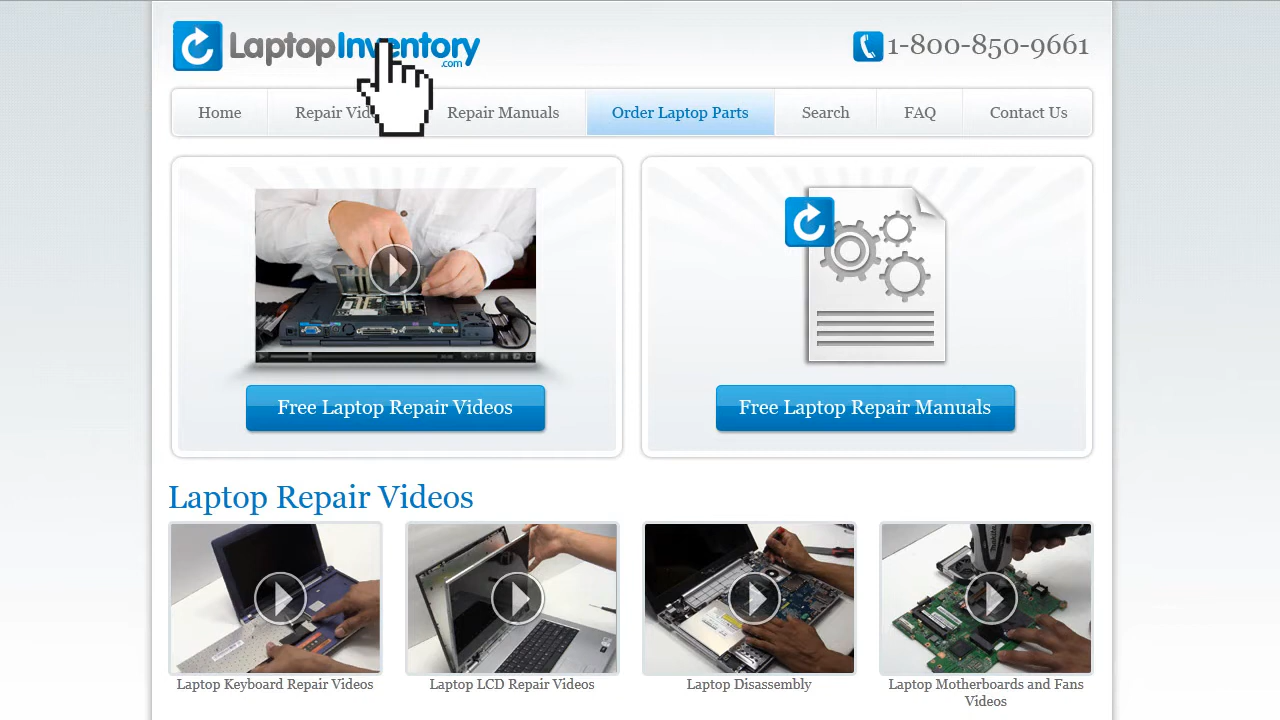 LaptopInventory
.com
1-800-850-9661
Home
Repair Vid
Repair Manuals
Order Laptop Parts
Search
FAQ
Contact Us
Free Laptop Repair Videos
Free Laptop Repair Manuals
Laptop Repair Videos
Laptop Keyboard Repair Videos
Laptop LCD Repair Videos
Laptop Disassembly
Laptop Motherboards and Fans
Videos